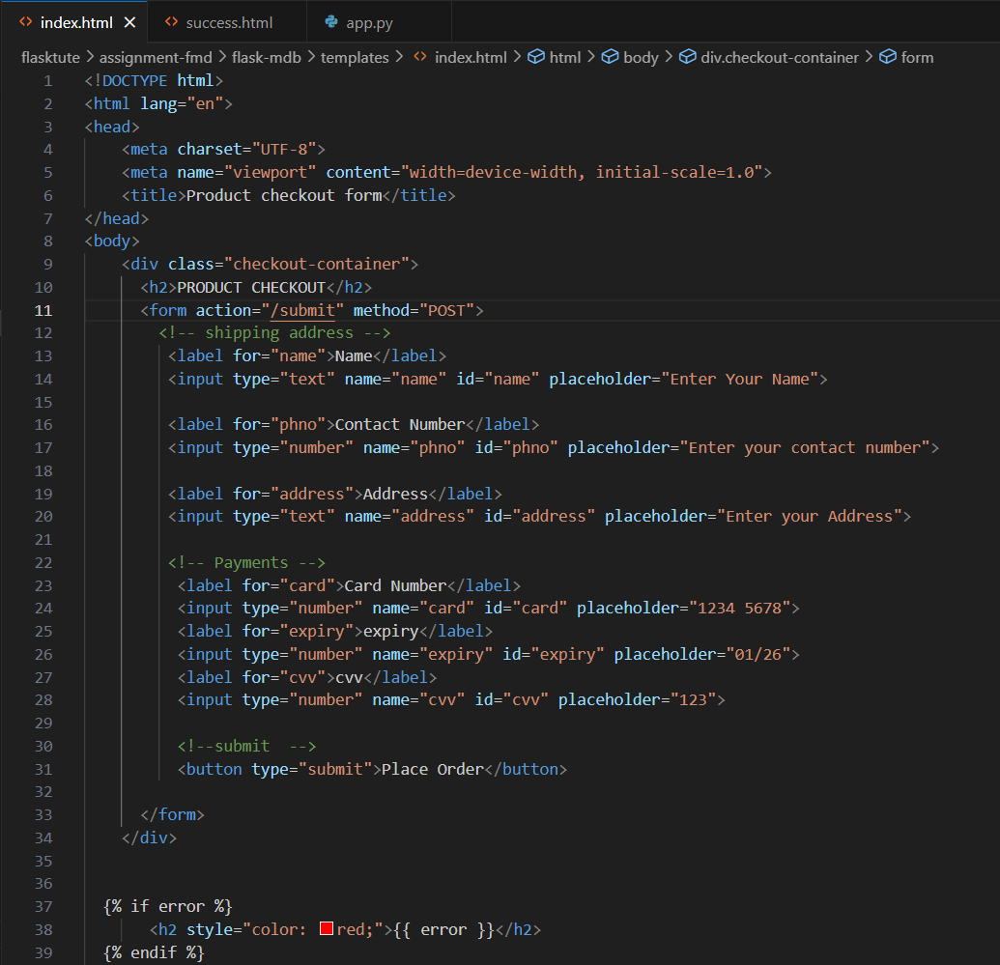 index.html
success.html
app.py
flasktute > assignment-fmd > flask-mdb > templates > index.html > html > body > div.checkout-container > form
1 <!DOCTYPE html>
2 <html lang="en">
3 <head>
4 <meta charset="UTF-8">
5 <meta name="viewport" content="width=device-width, initial-scale=1.0">
6 <title>Product checkout form</title>
7 </head>
8 <body>
9 <div class="checkout-container">
10 <h2>PRODUCT CHECKOUT</h2>
11 <form action="/submit" method="POST">
12 <!-- shipping address -->
13 <label for="name">Name</label>
14 <input type="text" name="name" id="name" placeholder="Enter Your Name">
15
16 <label for="phno">Contact Number</label>
17 <input type="number" name="phno" id="phno" placeholder="Enter your contact number">
18
19 <label for="address">Address</label>
20 <input type="text" name="address" id="address" placeholder="Enter your Address">
21
22 <!-- Payments -->
23 <label for="card">Card Number</label>
24 <input type="number" name="card" id="card" placeholder="1234 5678">
25 <label for="expiry">expiry</label>
26 <input type="number" name="expiry" id="expiry" placeholder="01/26">
27 <label for="cvv">cvv</label>
28 <input type="number" name="cvv" id="cvv" placeholder="123">
29
30 <!--submit  -->
31 <button type="submit">Place Order</button>
32
33 </form>
34 </div>
35
36
37 {% if error %}
38 <h2 style="color: red;">{{ error }}</h2>
39 {% endif %}